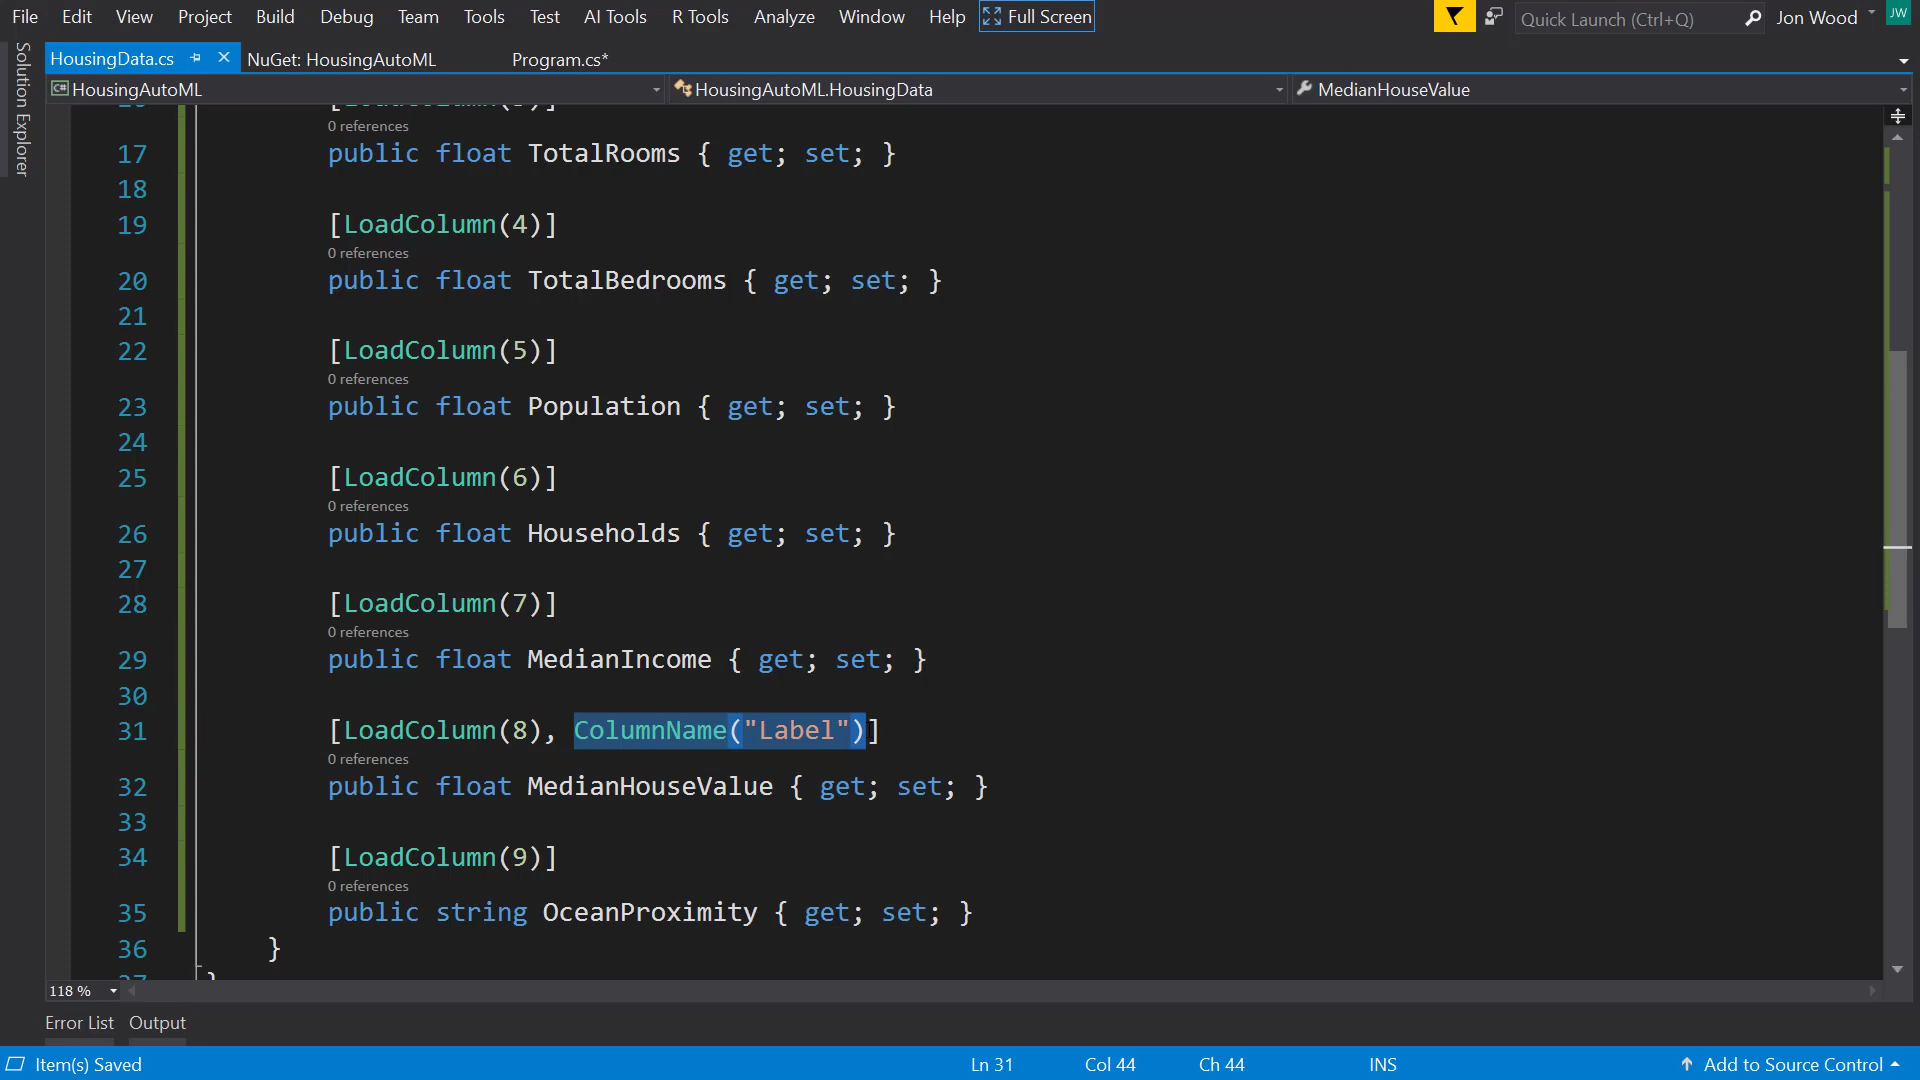 File Edit View Project Build Debug Team Tools Test AI Tools R Tools Analyze Window Help Full Screen Quick Launch (Ctrl+Q) Jon Wood JW
Solution Explorer
HousingData.cs NuGet: HousingAutoML Program.cs*
C# HousingAutoML HousingAutoML.HousingData MedianHouseValue
0 references
17 public float TotalRooms { get; set; }
18
19 [LoadColumn(4)]
0 references
20 public float TotalBedrooms { get; set; }
21
22 [LoadColumn(5)]
0 references
23 public float Population { get; set; }
24
25 [LoadColumn(6)]
0 references
26 public float Households { get; set; }
27
28 [LoadColumn(7)]
0 references
29 public float MedianIncome { get; set; }
30
31 [LoadColumn(8), ColumnName("Label")]
0 references
32 public float MedianHouseValue { get; set; }
33
34 [LoadColumn(9)]
0 references
35 public string OceanProximity { get; set; }
36 }
118 %
Error List Output
Item(s) Saved Ln 31 Col 44 Ch 44 INS Add to Source Control